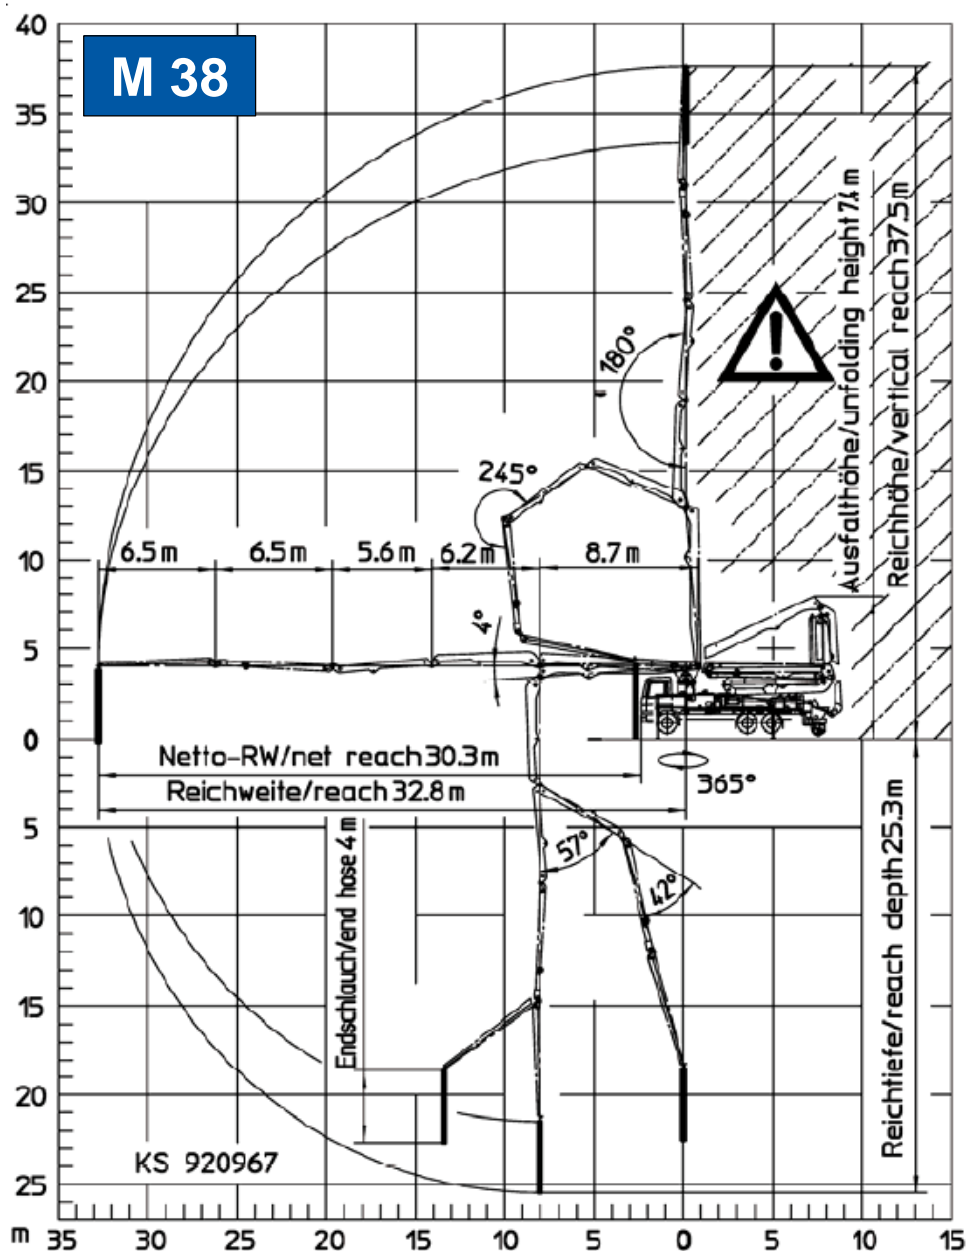 40
M 38
35
30
25
20
15
10
5
0
5
10
15
20
25
m 35 30 25 20 15 10 5 0 5 10 15
180°
245°
6.5m 6.5m 5.6m 6.2m 8.7m
4°
Ausfalthöhe/unfolding height 7.4 m
Reichhöhe/vertical reach 37.5 m
Netto-RW/net reach 30.3m
Reichweite/reach 32.8 m
365°
57°
42°
Endschlauch/end hose 4 m
Reichtiefe/reach depth 25.3m
KS 920967